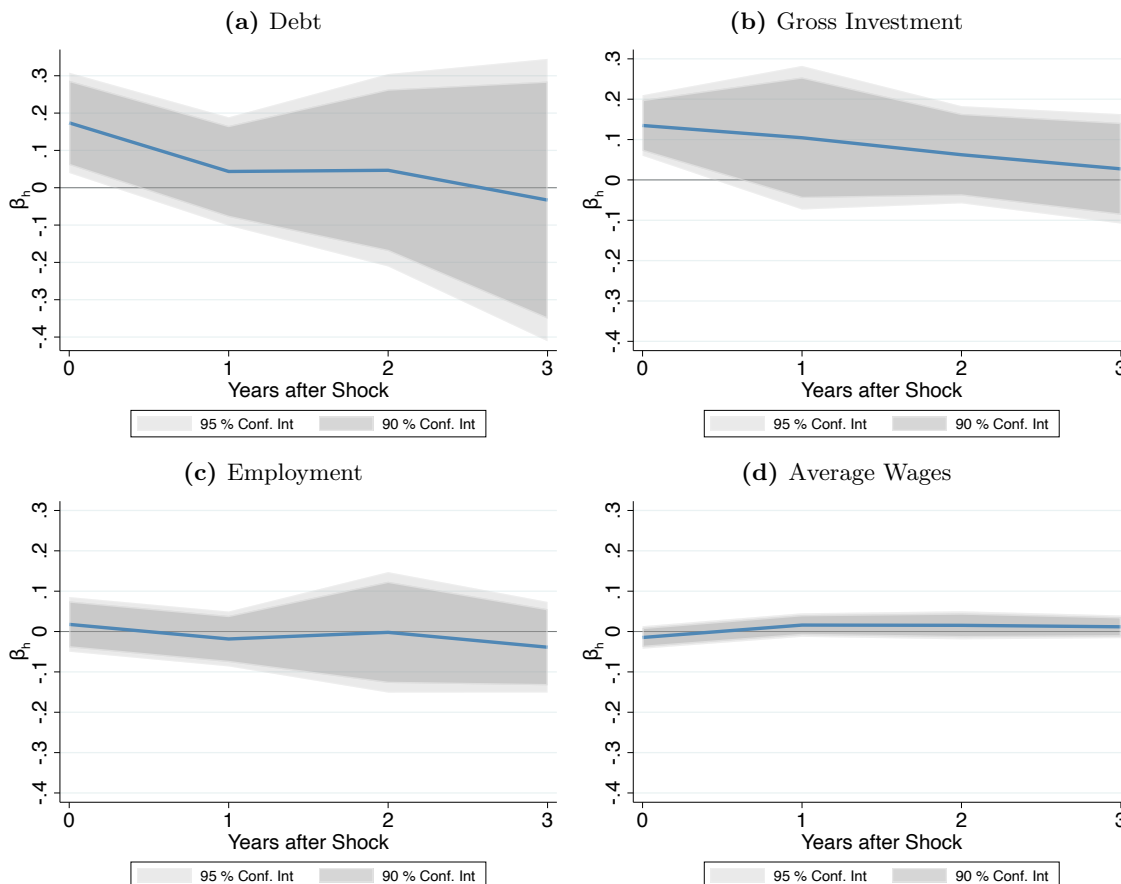 (a) Debt
(b) Gross Investment
.3
.2
.1
0
-.1
-.2
-.3
-.4
βh
0 1 2 3
Years after Shock
95 % Conf. Int 90 % Conf. Int
.3
.2
.1
0
-.1
-.2
-.3
-.4
βh
0 1 2 3
Years after Shock
95 % Conf. Int 90 % Conf. Int
(c) Employment
(d) Average Wages
.3
.2
.1
0
-.1
-.2
-.3
-.4
βh
0 1 2 3
Years after Shock
95 % Conf. Int 90 % Conf. Int
.3
.2
.1
0
-.1
-.2
-.3
-.4
βh
0 1 2 3
Years after Shock
95 % Conf. Int 90 % Conf. Int